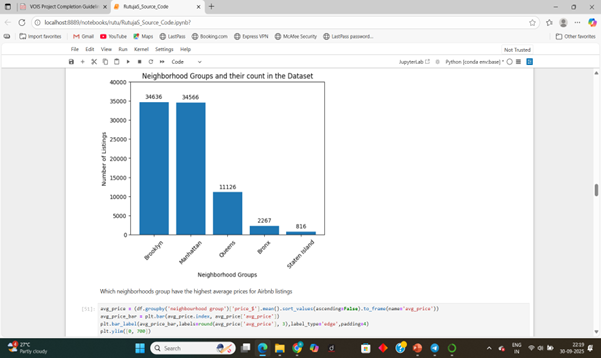 VOIS Project Completion Guideli
RutujaS_Source_Code
localhost:8889/notebooks/rutu/RutujaS_Source_Code.ipynb?
Import favorites
Gmail
YouTube
Maps
LastPass
Booking.com
Express VPN
McAfee Security
LastPass password...
Other favorites
File Edit View Run Kernel Settings Help
Not Trusted
Code
JupyterLab
Python [conda env:base] *
Neighborhood Groups and their count in the Dataset
40000
35000
30000
25000
20000
15000
10000
5000
0
Number of Listings
34636
34566
11126
2267
816
Brooklyn
Manhattan
Queens
Bronx
Staten Island
Neighborhood Groups
Which neighborhoods group have the highest average prices for Airbnb listings
[51]:
avg_price = (df.groupby('neighbourhood group')['price_$'].mean().sort_values(ascending=False).to_frame(name='avg_price'))
avg_price_bar = plt.bar(avg_price.index, avg_price['avg_price'])
plt.bar_label(avg_price_bar,labels=round(avg_price['avg_price'], 3),label_type='edge',padding=4)
plt.ylim([0, 700])
27°C
Partly cloudy
Search
ENG
IN
22:19
30-09-2025